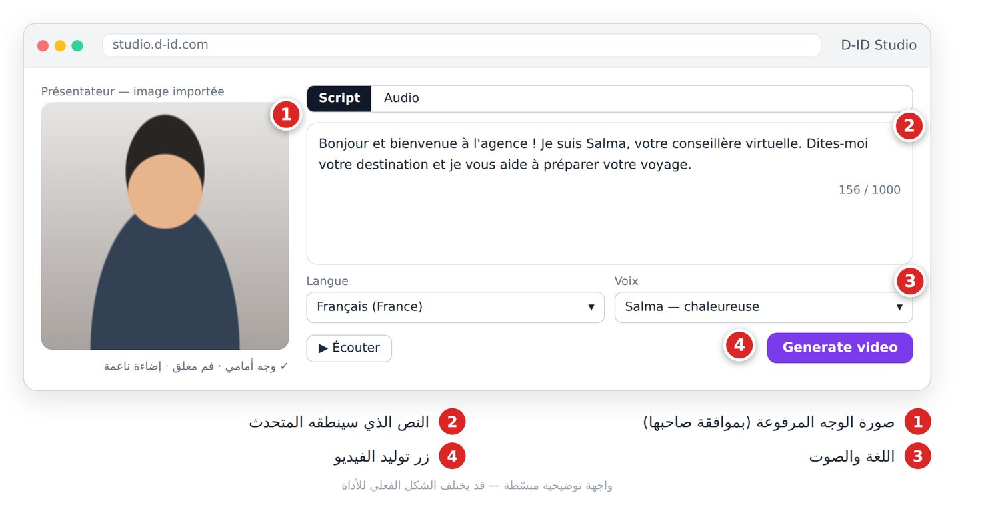 studio.d-id.com
D-ID Studio
Présentateur — image importée
1
✓ وجه أمامي · فم مغلق · إضاءة ناعمة
Script
Audio
2
Bonjour et bienvenue à l'agence ! Je suis Salma, votre conseillère virtuelle. Dites-moi
votre destination et je vous aide à préparer votre voyage.
156 / 1000
Langue
Voix
3
Français (France) ▼
Salma — chaleureuse ▼
▶ Écouter
4
Generate video
1 صورة الوجه المرفوعة (بموافقة صاحبها)
2 النص الذي سينطقه المتحدث
3 اللغة والصوت
4 زر توليد الفيديو
واجهة توضيحية مبسّطة — قد يختلف الشكل الفعلي للأداة